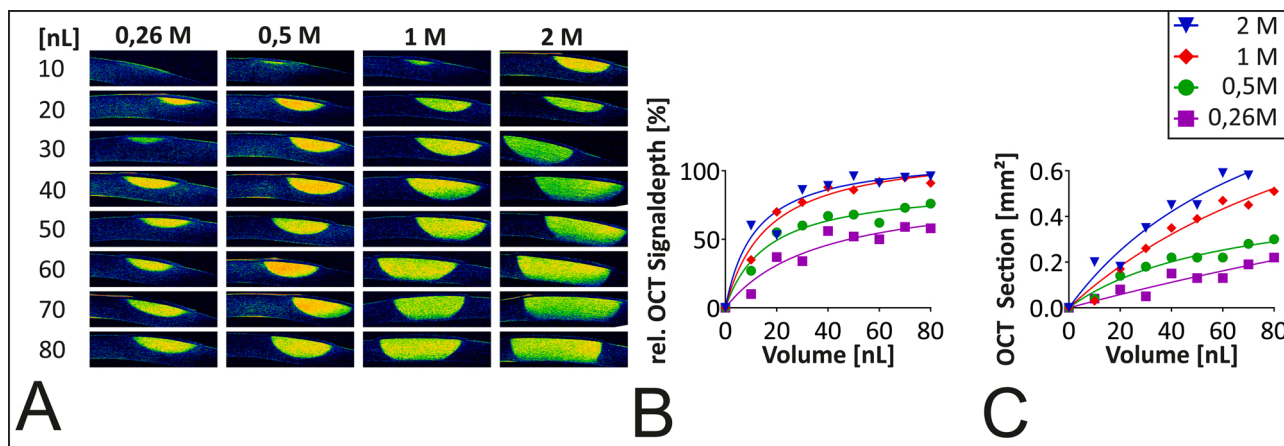 [nL] 0,26 M 0,5 M 1 M 2 M
10
20
30
40
50
60
70
80
A
rel. OCT Signaldepth [%]
100
50
0
0 20 40 60 80
Volume [nL]
B
2 M
1 M
0,5M
0,26M
OCT Section [mm²]
0.6
0.4
0.2
0.0
0 20 40 60 80
Volume [nL]
C